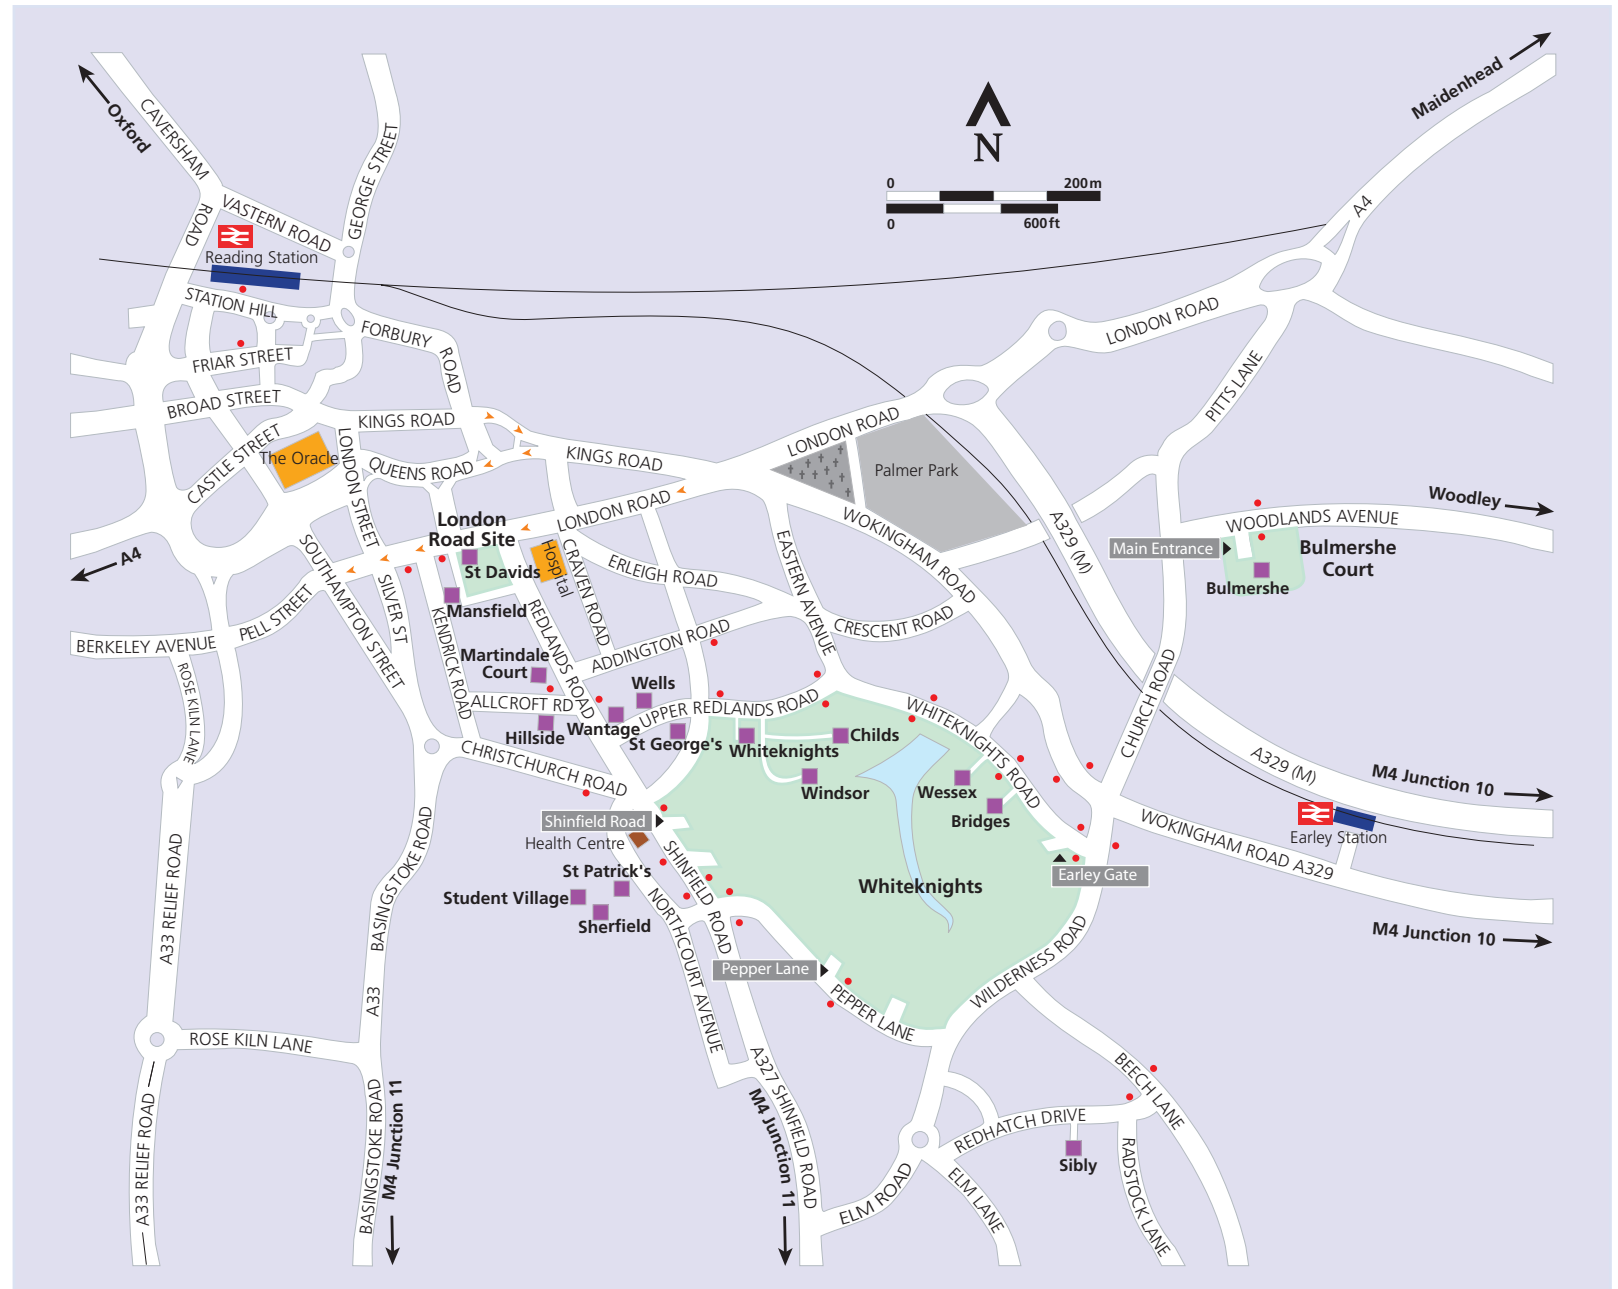 Oxford
CAVERSHAM
ROAD
VASTERN ROAD
GEORGE STREET
Reading Station
STATION HILL
FRIAR STREET
FORBURY
ROAD
BROAD STREET
KINGS ROAD
CASTLE STREET
The Oracle
LONDON STREET
QUEENS ROAD
KINGS ROAD
N
0
200m
0
600ft
Maidenhead
A4
LONDON ROAD
PITTS LANE
LONDON ROAD
Palmer Park
LONDON ROAD
WOKINGHAM ROAD
A329 (M)
Woodley
WOODLANDS AVENUE
Main Entrance
Bulmershe
Court
Bulmershe
A4
London
Road Site
St Davids
Hospital
Mansfield
SOUTHAMPTON STREET
SILVER ST
KENDRICK ROAD
REDLANDS ROAD
CRAVEN ROAD
ERLEIGH ROAD
EASTERN AVENUE
CRESCENT ROAD
ADDINGTON ROAD
BERKELEY AVENUE
PELL STREET
ROSE KILN LANE
Martindale
Court
ALLCROFT RD
Hillside
Wells
Wantage
UPPER REDLANDS ROAD
St George's
Whiteknights
Childs
Windsor
WHITEKNIGHTS ROAD
Wessex
Bridges
CHURCH ROAD
A329 (M)
M4 Junction 10
Earley Station
WOKINGHAM ROAD A329
M4 Junction 10
CHRISTCHURCH ROAD
Shinfield Road
Health Centre
St Patrick's
Student Village
Sherfield
SHINFIELD ROAD
NORTHCOURT AVENUE
Whiteknights
Earley Gate
Pepper Lane
PEPPER LANE
WILDERNESS ROAD
A33 RELIEF ROAD
BASINGSTOKE ROAD
A33
ROSE KILN LANE
A33 RELIEF ROAD
BASINGSTOKE ROAD
M4 Junction 11
A327 SHINFIELD ROAD
M4 Junction 11
BEECH LANE
REDHATCH DRIVE
Sibly
RADSTOCK LANE
ELM ROAD
ELM LANE